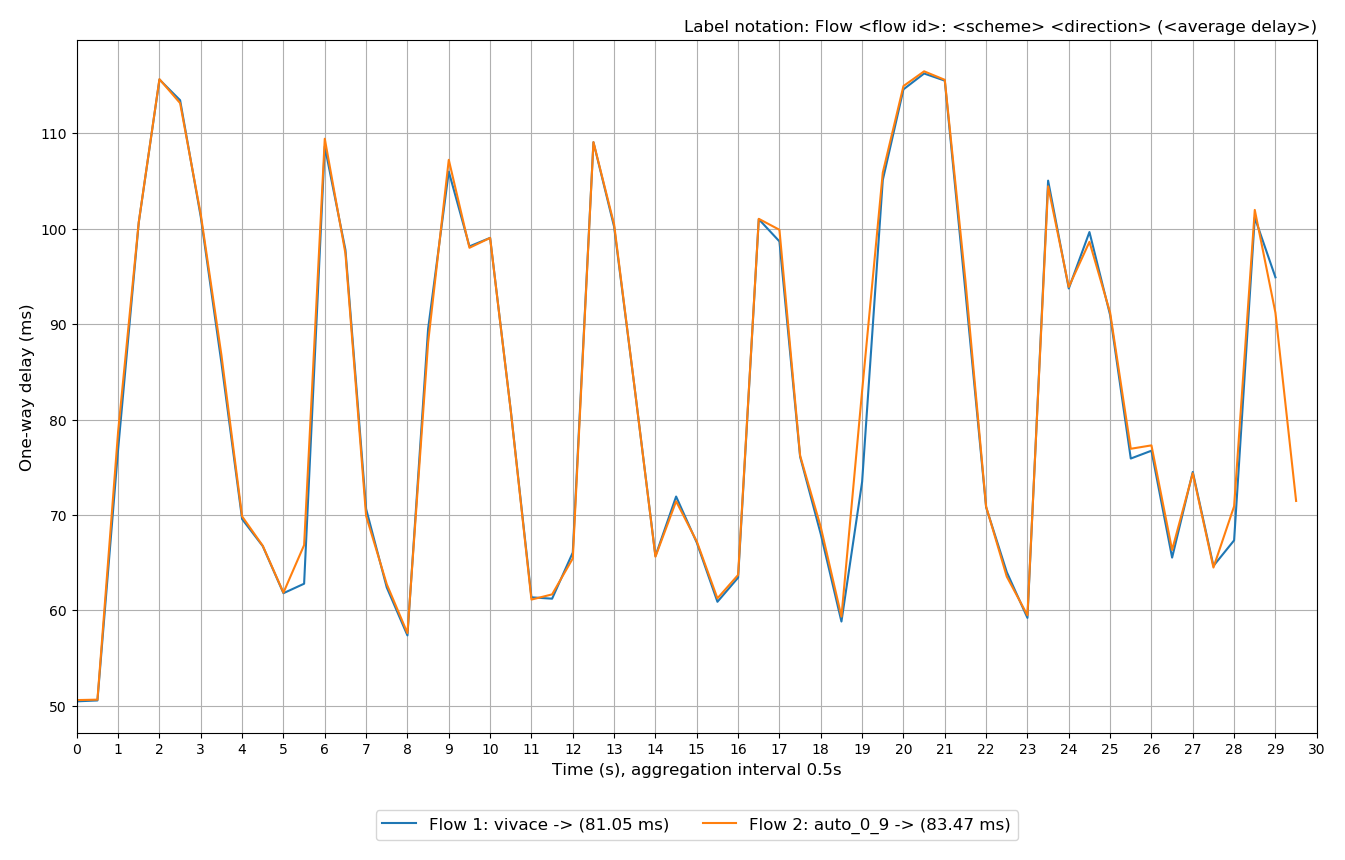 Label notation: Flow <flow id>: <scheme> <direction> (<average delay>)
One-way delay (ms)
110
100
90
80
70
60
50
0 1 2 3 4 5 6 7 8 9 10 11 12 13 14 15 16 17 18 19 20 21 22 23 24 25 26 27 28 29 30
Time (s), aggregation interval 0.5s
Flow 1: vivace -> (81.05 ms) Flow 2: auto_0_9 -> (83.47 ms)